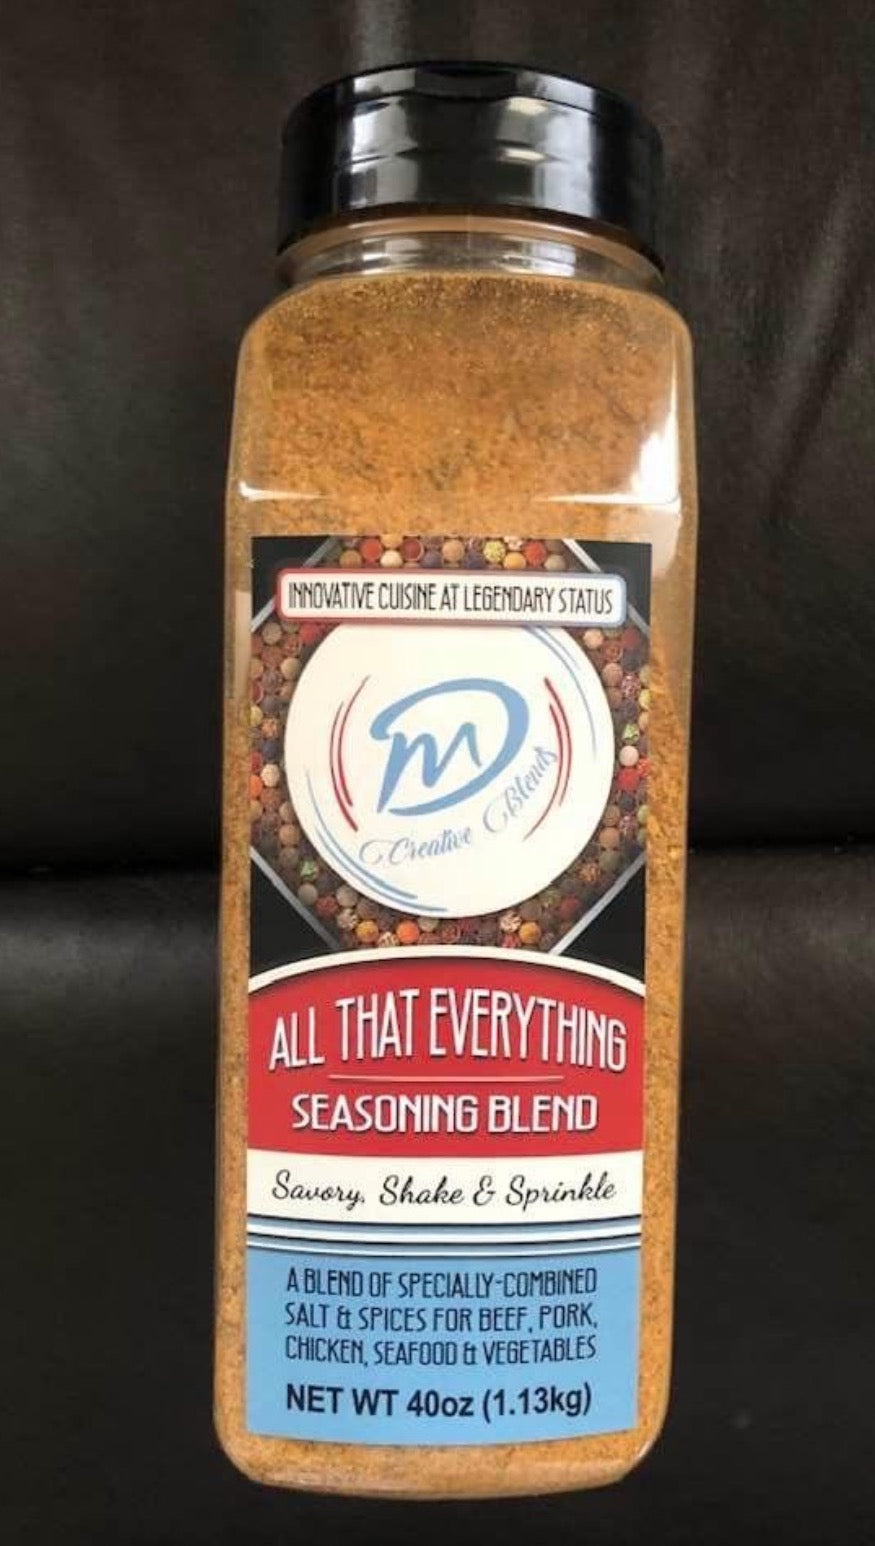 INNOVATIVE CUISINE AT LEGENDARY STATUS
mD
Creative Blends
ALL THAT EVERYTHING
SEASONING BLEND
Savory, Shake & Sprinkle
A BLEND OF SPECIALLY-COMBINED
SALT & SPICES FOR BEEF, PORK,
CHICKEN, SEAFOOD & VEGETABLES
NET WT 40oz (1.13kg)